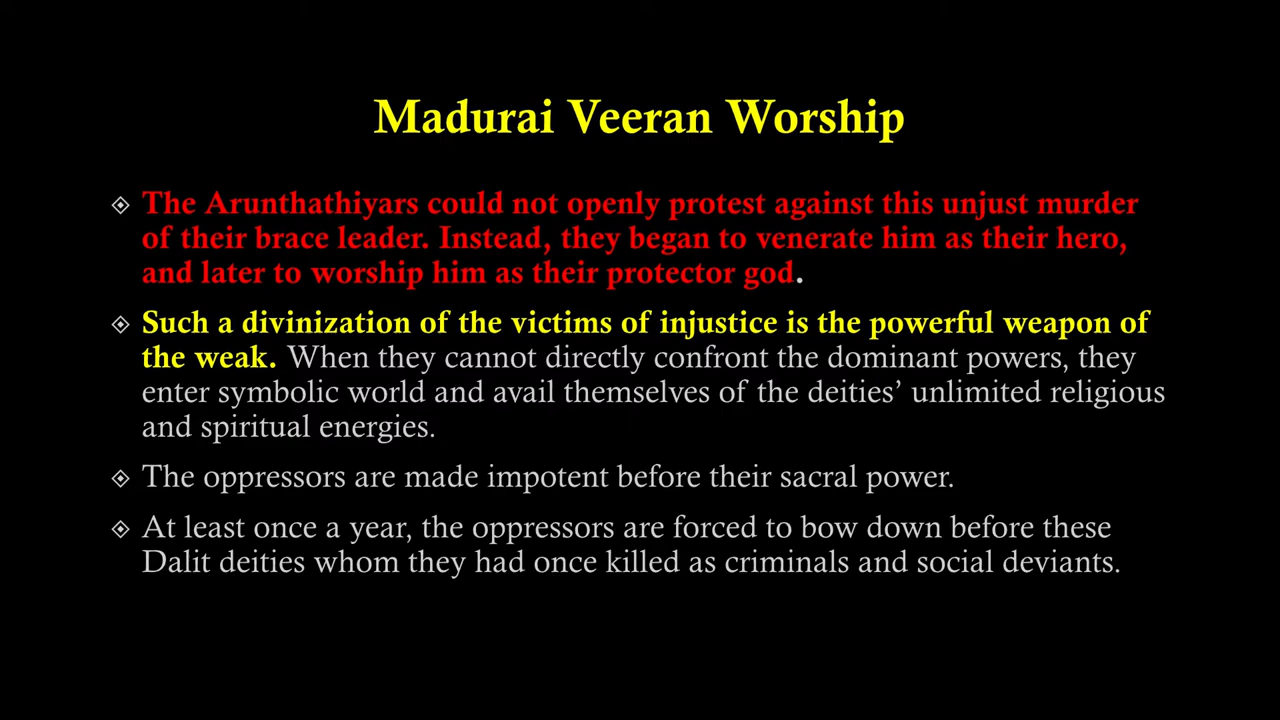 Madurai Veeran Worship
The Arunthathiyars could not openly protest against this unjust murder
of their brace leader. Instead, they began to venerate him as their hero,
and later to worship him as their protector god.
Such a divinization of the victims of injustice is the powerful weapon of
the weak. When they cannot directly confront the dominant powers, they
enter symbolic world and avail themselves of the deities’ unlimited religious
and spiritual energies.
The oppressors are made impotent before their sacral power.
At least once a year, the oppressors are forced to bow down before these
Dalit deities whom they had once killed as criminals and social deviants.